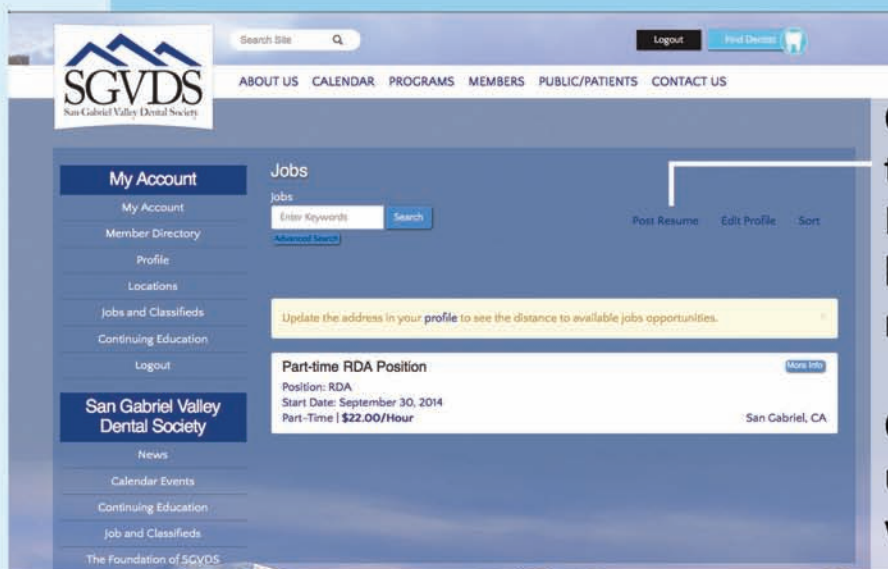 Search Site
Logout
Find Dentist
SGVDS
San Gabriel Valley Dental Society
ABOUT US CALENDAR PROGRAMS MEMBERS PUBLIC/PATIENTS CONTACT US
My Account
My Account
Member Directory
Profile
Locations
Jobs and Classifieds
Continuing Education
Logout
San Gabriel Valley
Dental Society
News
Calendar Events
Continuing Education
Job and Classifieds
The Foundation of SGVDS
Jobs
Jobs
Enter Keywords
Search
Advanced Search
Post Resume Edit Profile Sort
Update the address in your profile to see the distance to available jobs opportunities.
Part-time RDA Position
More Info
Position: RDA
Start Date: September 30, 2014
Part-Time | $22.00/Hour
San Gabriel, CA